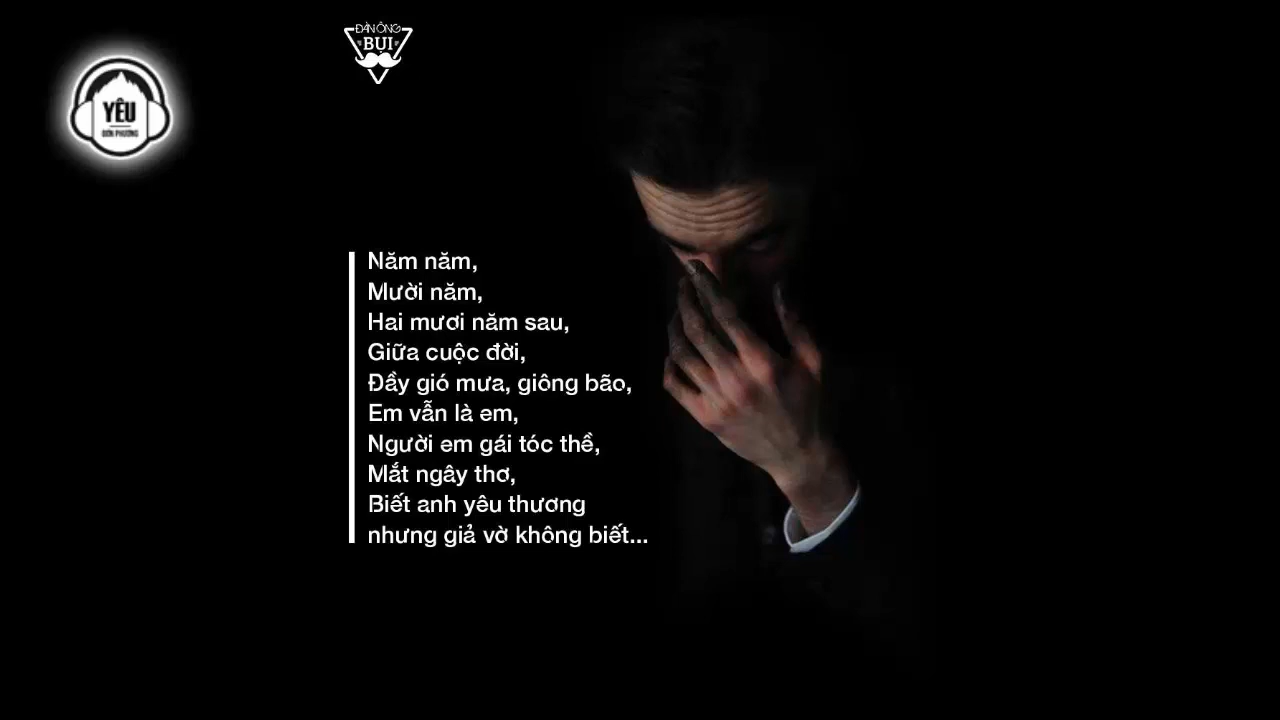 ĐÀN ÔNG
BỤI
YÊU
ĐƠN PHƯƠNG
Năm năm,
Mười năm,
Hai mươi năm sau,
Giữa cuộc đời,
Đầy gió mưa, giông bão,
Em vẫn là em,
Người em gái tóc thề,
Mắt ngây thơ,
Biết anh yêu thương
nhưng giả vờ không biết...